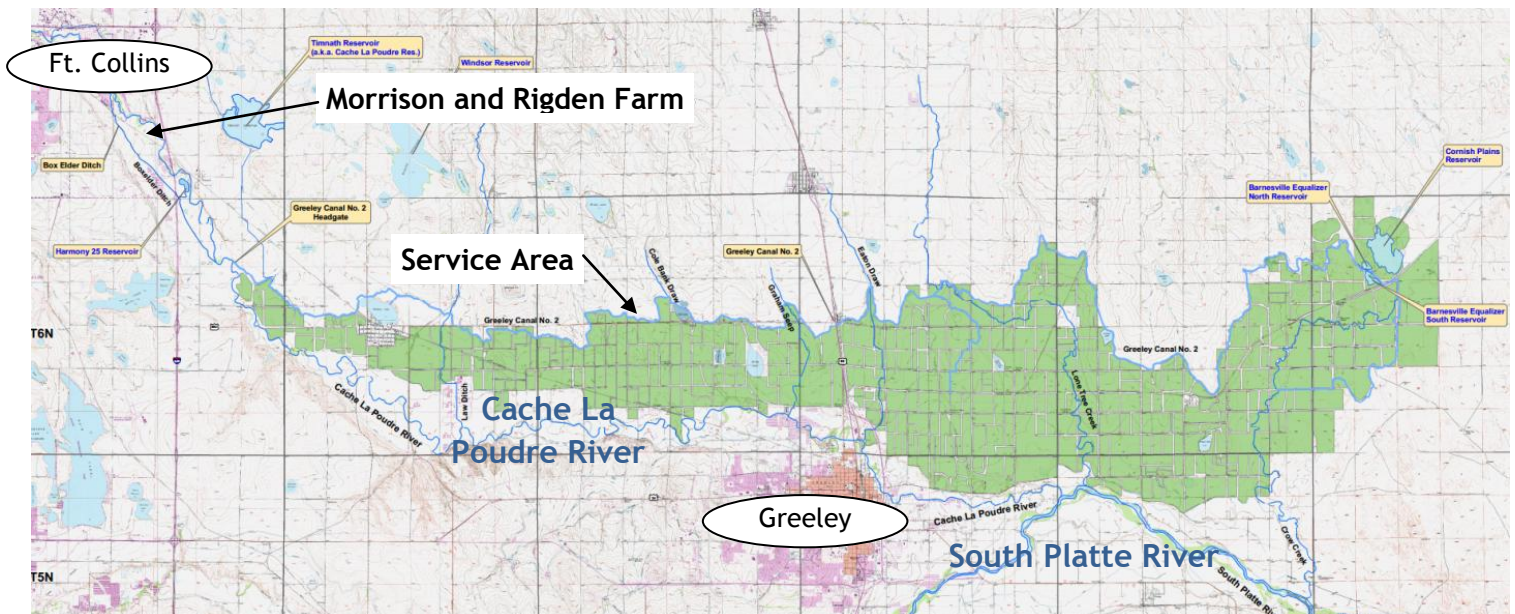 Ft. Collins
Timnath Reservoir
(a.k.a. Cache La Poudre Res.)
Windsor Reservoir
Morrison and Rigden Farm
Box Elder Ditch
Boxelder Ditch
Greeley Canal No. 2
Headgate
Harmony 25 Reservoir
Service Area
Cole Bank Draw
Greeley Canal No. 2
Graham Seep
Eaton Draw
Cornish Plains
Reservoir
Barnesville Equalizer
North Reservoir
Barnesville Equalizer
South Reservoir
T6N
Greeley Canal No. 2
Greeley Canal No. 2
Lone Tree Creek
Law Ditch
Cache La Poudre River
Cache La
Poudre River
Greeley
Cache La Poudre River
South Platte River
Crow Creek
South Platte Ri
T5N